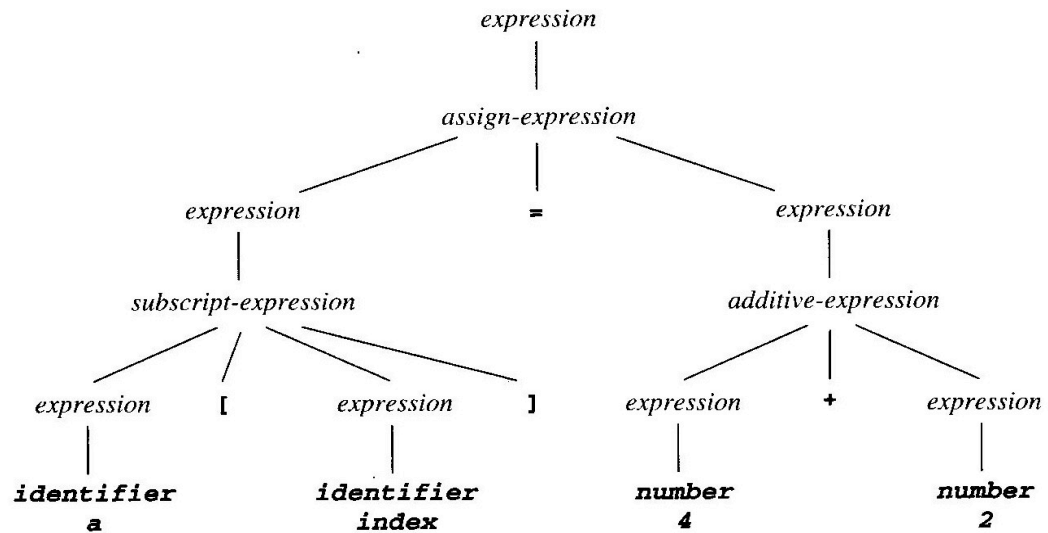 expression
assign-expression
expression = expression
subscript-expression additive-expression
expression [ expression ] expression + expression
identifier identifier number number
a index 4 2